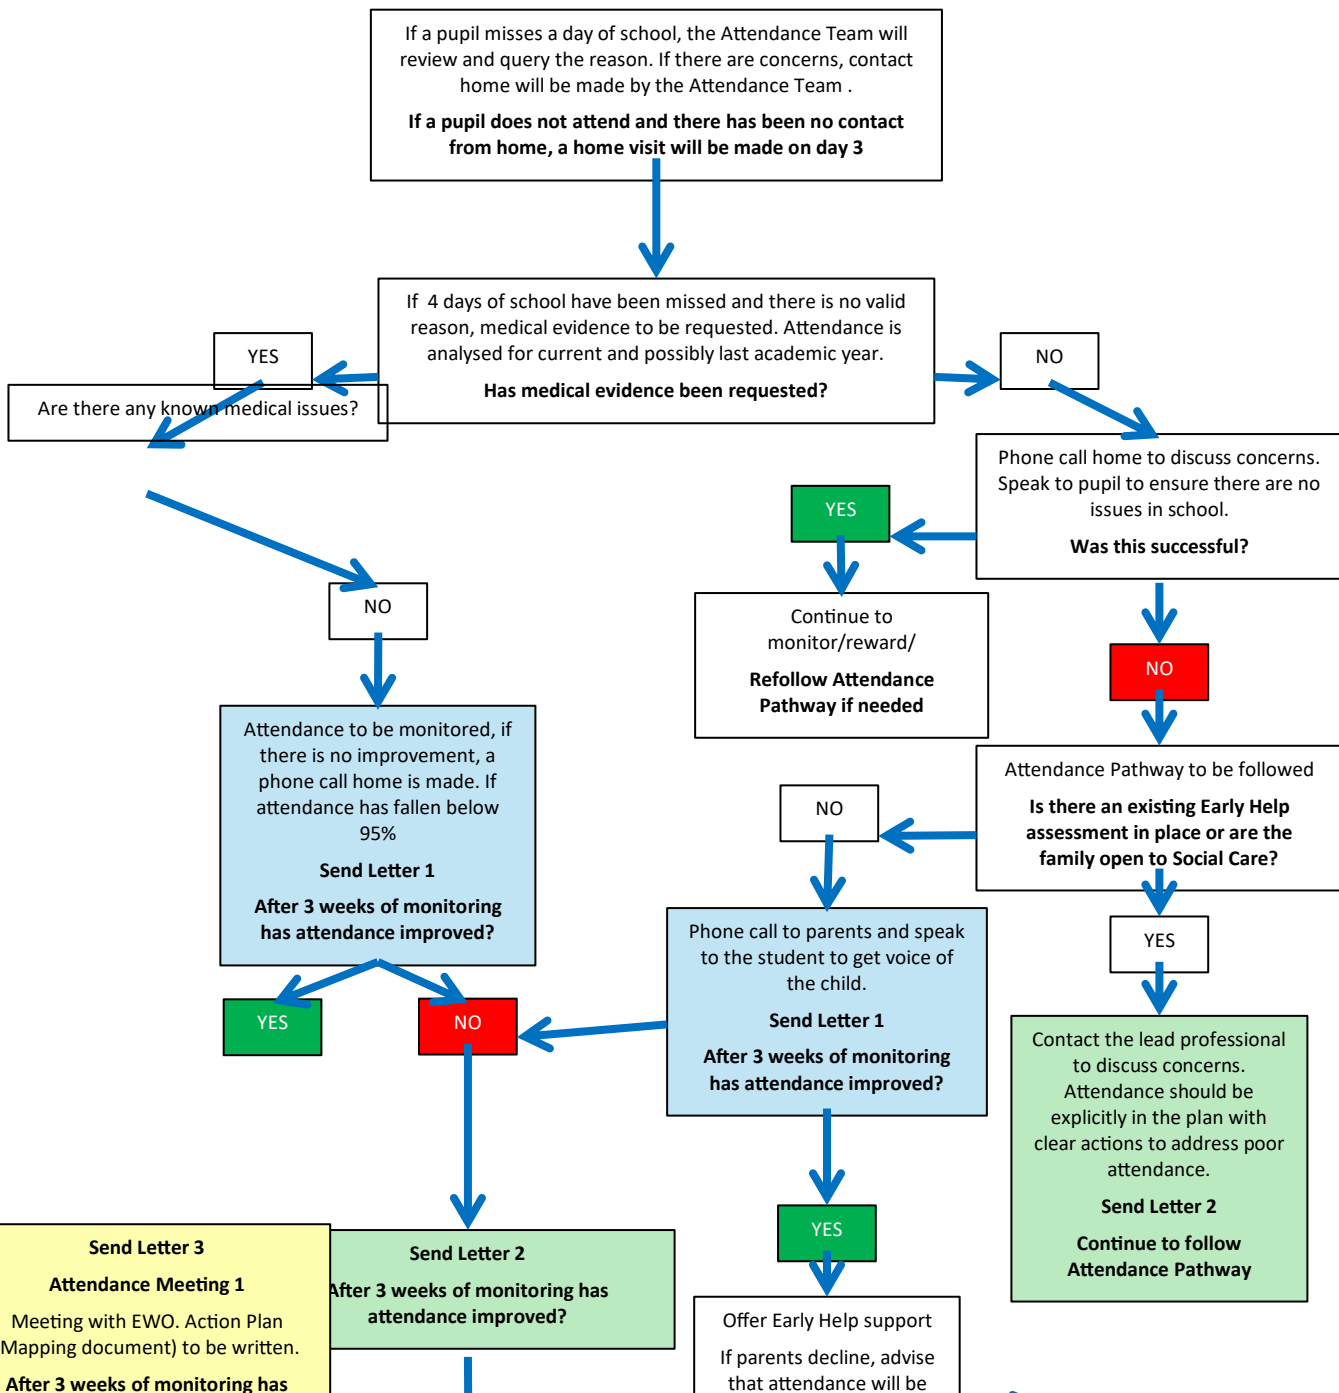 If a pupil misses a day of school, the Attendance Team will
review and query the reason. If there are concerns, contact
home will be made by the Attendance Team .
If a pupil does not attend and there has been no contact
from home, a home visit will be made on day 3
If  4 days of school have been missed and there is no valid
reason, medical evidence to be requested. Attendance is
analysed for current and possibly last academic year.
Has medical evidence been requested?
YES
NO
Are there any known medical issues?
Phone call home to discuss concerns.
Speak to pupil to ensure there are no
issues in school.
Was this successful?
YES
NO
Continue to
monitor/reward/
Refollow Attendance
Pathway if needed
NO
Attendance to be monitored, if
there is no improvement, a
phone call home is made. If
attendance has fallen below
95%
Send Letter 1
After 3 weeks of monitoring
has attendance improved?
Attendance Pathway to be followed
Is there an existing Early Help
assessment in place or are the
family open to Social Care?
NO
YES
Phone call to parents and speak
to the student to get voice of
the child.
Send Letter 1
After 3 weeks of monitoring
has attendance improved?
YES
NO
Contact the lead professional
to discuss concerns.
Attendance should be
explicitly in the plan with
clear actions to address poor
attendance.
Send Letter 2
Continue to follow
Attendance Pathway
YES
Send Letter 3
Attendance Meeting 1
Meeting with EWO. Action Plan
Mapping document) to be written.
After 3 weeks of monitoring has
Send Letter 2
After 3 weeks of monitoring has
attendance improved?
Offer Early Help support
If parents decline, advise
that attendance will be